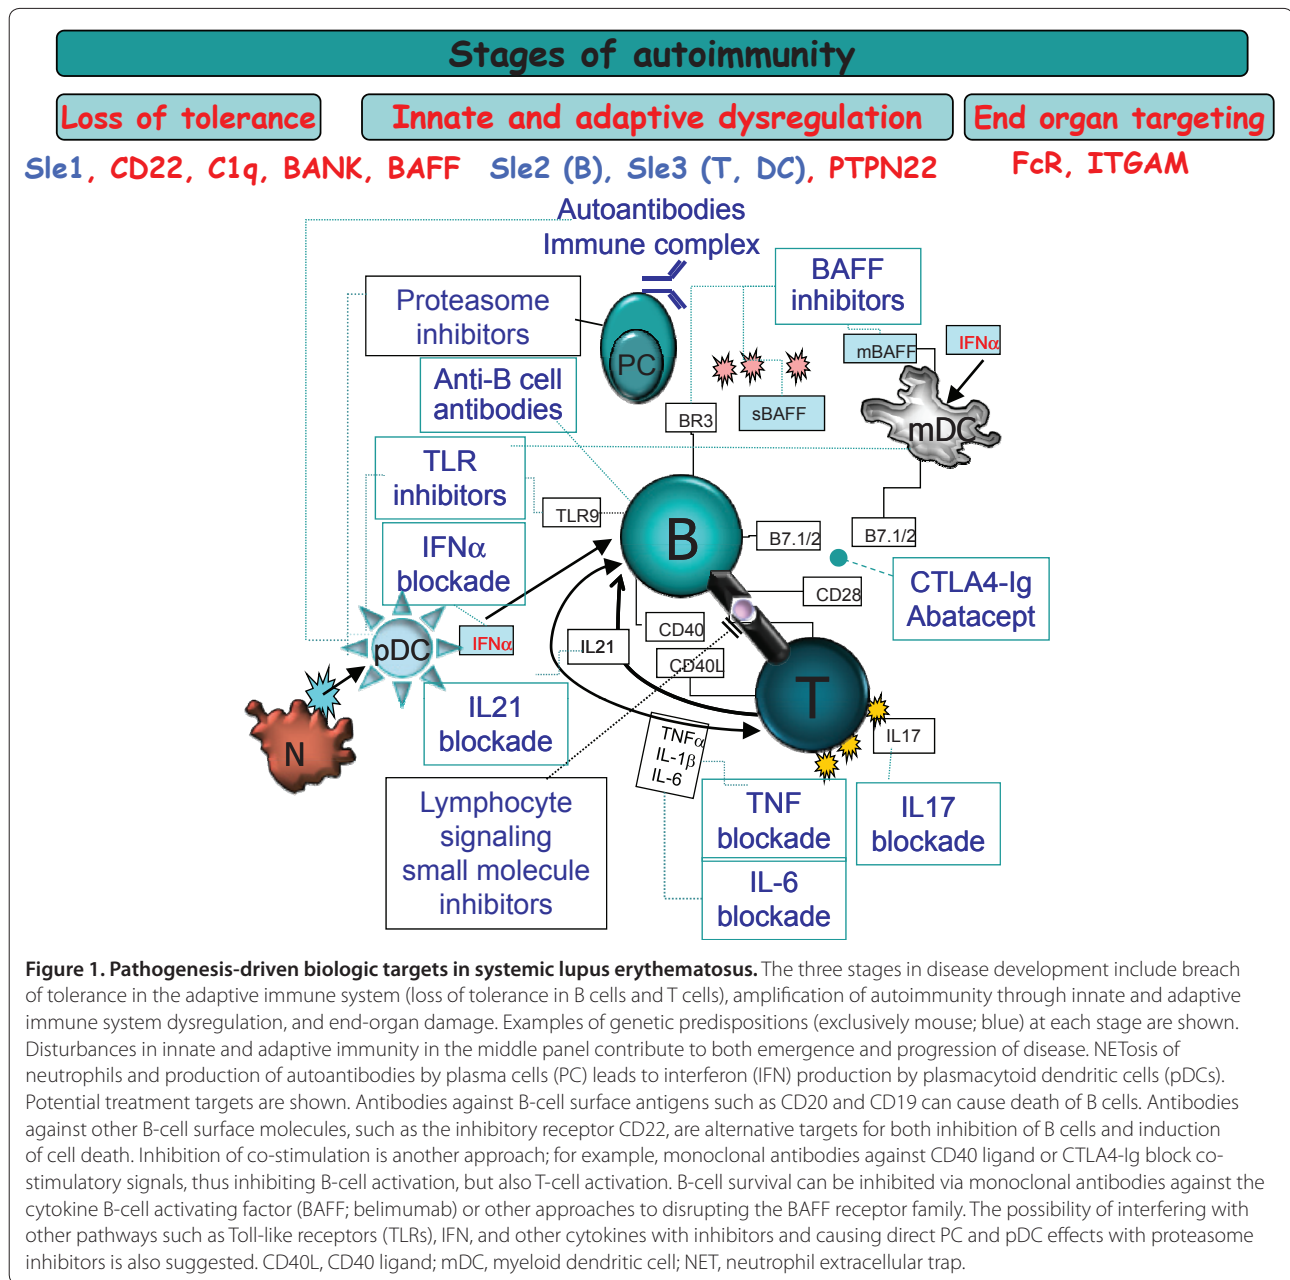 Stages of autoimmunity
Loss of tolerance
Innate and adaptive dysregulation
End organ targeting
Sle1, CD22, C1q, BANK, BAFF
Sle2 (B), Sle3 (T, DC), PTPN22
FcR, ITGAM
Autoantibodies
Immune complex
BAFF
inhibitors
Proteasome
inhibitors
PC
mBAFF
IFNα
Anti-B cell
antibodies
BR3
sBAFF
mDC
TLR
inhibitors
TLR9
B
B7.1/2
B7.1/2
IFNα
blockade
CTLA4-Ig
Abatacept
CD28
pDC
IFNα
IL21
CD40
CD40L
T
IL21
blockade
N
TNFα
IL-1β
IL-6
IL17
Lymphocyte
signaling
small molecule
inhibitors
TNF
blockade
IL17
blockade
IL-6
blockade
Figure 1. Pathogenesis-driven biologic targets in systemic lupus erythematosus. The three stages in disease development include breach
of tolerance in the adaptive immune system (loss of tolerance in B cells and T cells), amplification of autoimmunity through innate and adaptive
immune system dysregulation, and end-organ damage. Examples of genetic predispositions (exclusively mouse; blue) at each stage are shown.
Disturbances in innate and adaptive immunity in the middle panel contribute to both emergence and progression of disease. NETosis of
neutrophils and production of autoantibodies by plasma cells (PC) leads to interferon (IFN) production by plasmacytoid dendritic cells (pDCs).
Potential treatment targets are shown. Antibodies against B-cell surface antigens such as CD20 and CD19 can cause death of B cells. Antibodies
against other B-cell surface molecules, such as the inhibitory receptor CD22, are alternative targets for both inhibition of B cells and induction
of cell death. Inhibition of co-stimulation is another approach; for example, monoclonal antibodies against CD40 ligand or CTLA4-Ig block co-
stimulatory signals, thus inhibiting B-cell activation, but also T-cell activation. B-cell survival can be inhibited via monoclonal antibodies against the
cytokine B-cell activating factor (BAFF; belimumab) or other approaches to disrupting the BAFF receptor family. The possibility of interfering with
other pathways such as Toll-like receptors (TLRs), IFN, and other cytokines with inhibitors and causing direct PC and pDC effects with proteasome
inhibitors is also suggested. CD40L, CD40 ligand; mDC, myeloid dendritic cell; NET, neutrophil extracellular trap.